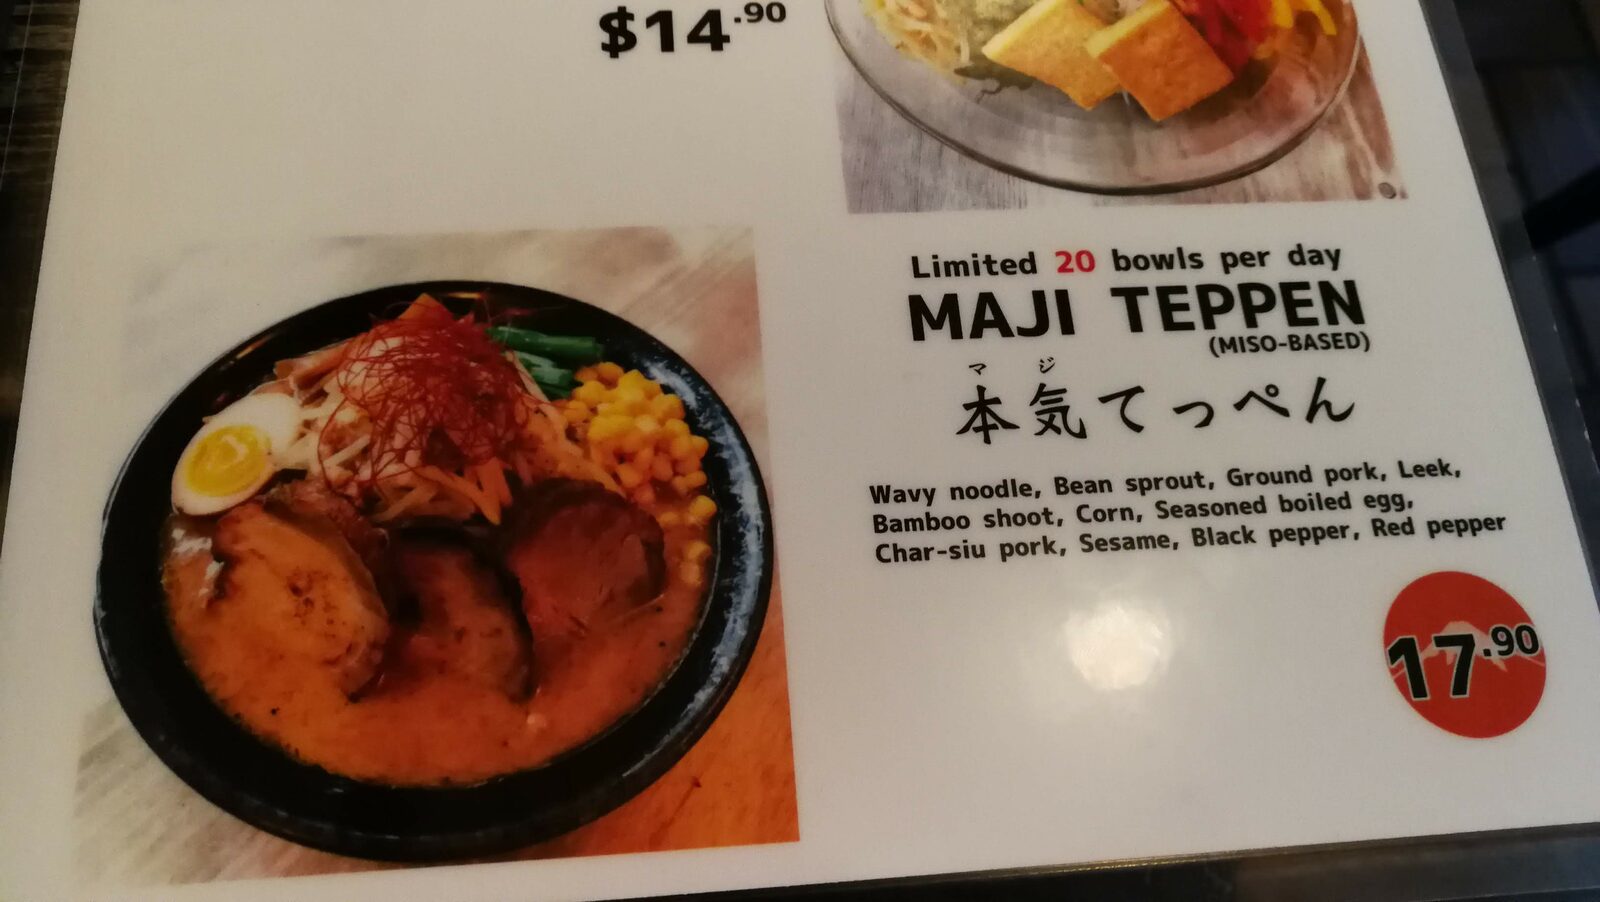 $14.90
Limited 20 bowls per day
MAJI TEPPEN
(MISO-BASED)
マジ
本気てっぺん
Wavy noodle, Bean sprout, Ground pork, Leek,
Bamboo shoot, Corn, Seasoned boiled egg,
Char-siu pork, Sesame, Black pepper, Red pepper
17.90